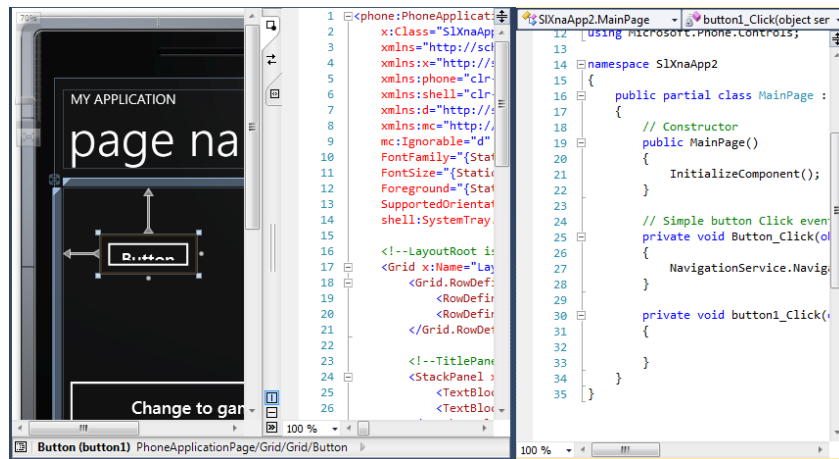 78%
MY APPLICATION
page na
Button
Change to gar
Button (button1) PhoneApplicationPage/Grid/Grid/Button
1 <phone:PhoneApplicati
2 x:Class="SlXnaApp
3 xmlns="http://sch
4 xmlns:x="http://s
5 xmlns:phone="clr-
6 xmlns:shell="clr-
7 xmlns:d="http://s
8 xmlns:mc="http://
9 mc:Ignorable="d"
10 FontFamily="{Stat
11 FontSize="{Static
12 Foreground="{Stat
13 SupportedOrientat
14 shell:SystemTray.
15
16 <!--LayoutRoot is
17 <Grid x:Name="Lay
18 <Grid.RowDefi
19 <RowDefin
20 <RowDefin
21 </Grid.RowDef
22
23 <!--TitlePane
24 <StackPanel x
25 <TextBloc
26 <TextBloc
100 %
SlXnaApp2.MainPage
button1_Click(object ser
12 using Microsoft.Phone.Controls;
13
14 namespace SlXnaApp2
15 {
16 public partial class MainPage :
17 {
18 // Constructor
19 public MainPage()
20 {
21 InitializeComponent();
22 }
23
24 // Simple button Click even
25 private void Button_Click(ob
26 {
27 NavigationService.Naviga
28 }
29
30 private void button1_Click(
31 {
32
33 }
34 }
35 }
100 %